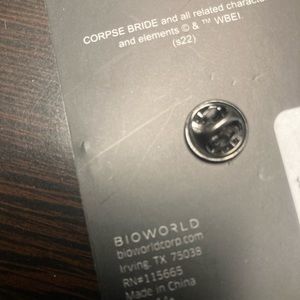 CORPSE BRIDE and all related characte
and elements © & ™ WBEI.
(s22)
BIOWORLD
bioworldcorp.com
Irving, TX 75038
RN#115665
Made in China